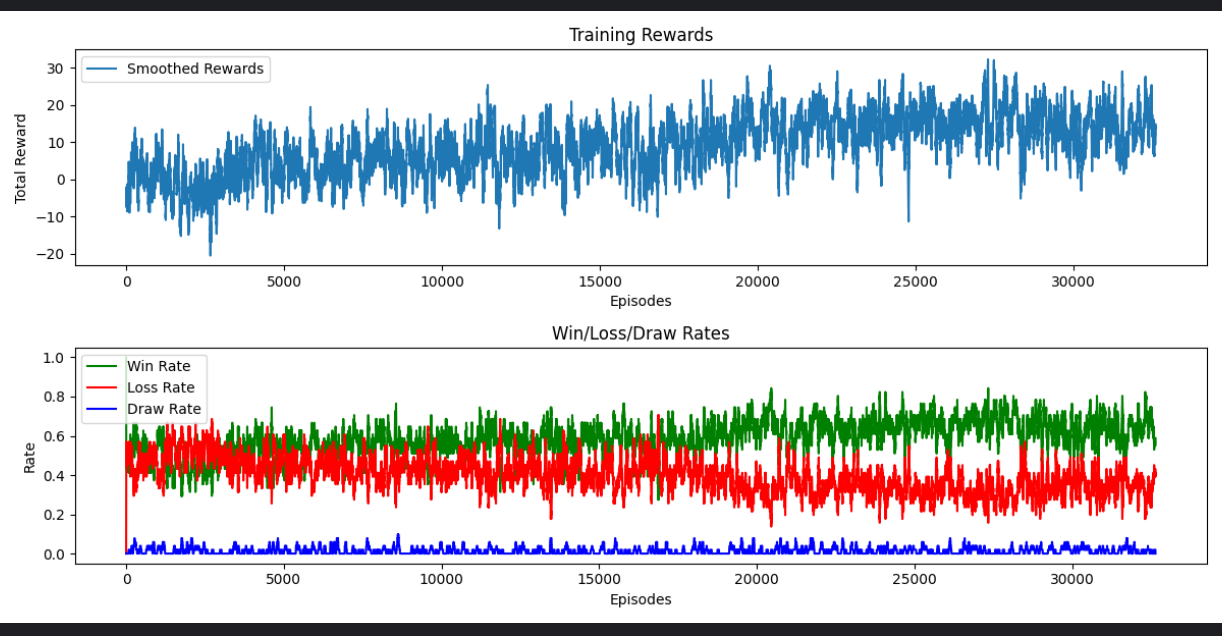 Training Rewards
Smoothed Rewards
30
20
10
0
−10
−20
Total Reward
0 5000 10000 15000 20000 25000 30000
Episodes
Win/Loss/Draw Rates
Win Rate
Loss Rate
Draw Rate
1.0
0.8
0.6
0.4
0.2
0.0
Rate
0 5000 10000 15000 20000 25000 30000
Episodes